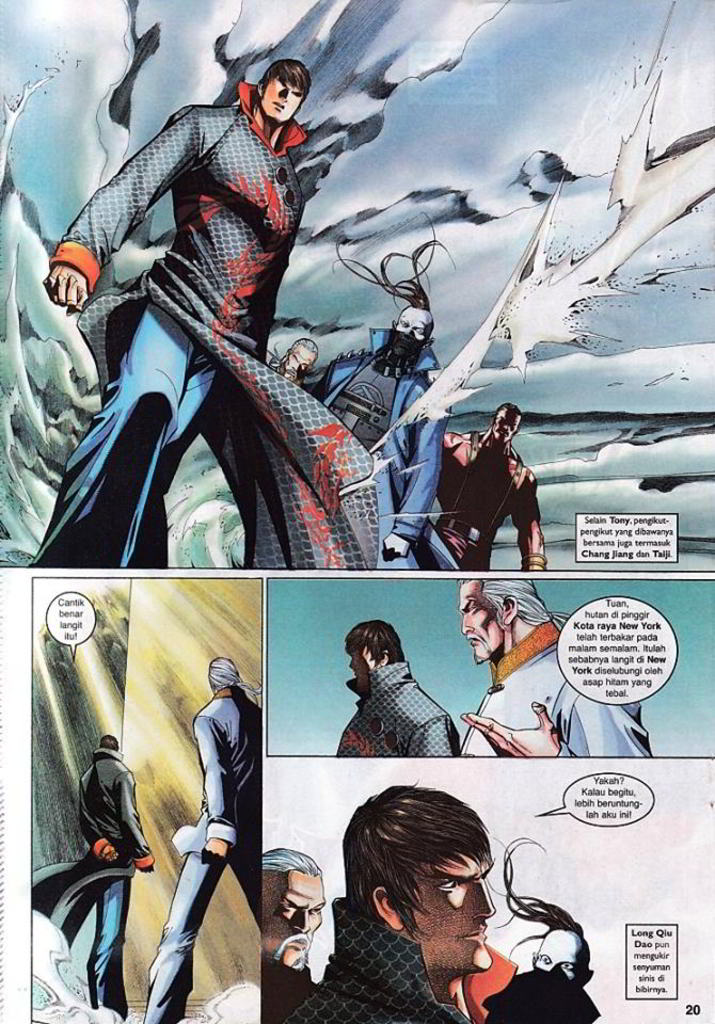 Selain Tony, pengikut-
pengikut yang dibawanya
bersama juga termasuk
Chang Jiang dan Taiji.
Cantik
benar
langit
itu!
Tuan,
hutan di pinggir
Kota raya New York
telah terbakar pada
malam semalam. Itulah
sebabnya langit di New
York diselubungi oleh
asap hitam yang
tebal.
Yakah?
Kalau begitu,
lebih beruntung-
lah aku ini!
Long Qiu
Dao pun
mengukir
senyuman
sinis di
bibirnya.
20